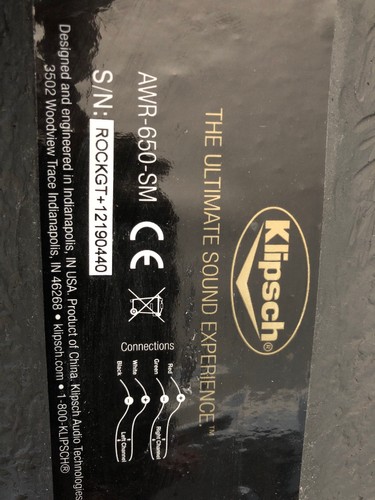 Klipsch®
THE ULTIMATE SOUND EXPERIENCE™
AWR-650-SM
CE
Connections
Red
Green
White
Black
Right Channel
Left Channel
S/N: ROCKGT+12190440
Designed and engineered in Indianapolis, IN USA. Product of China. Klipsch Audio Technologies
3502 Woodview Trace Indianapolis, IN 46268 • klipsch.com • 1-800-KLIPSCH®